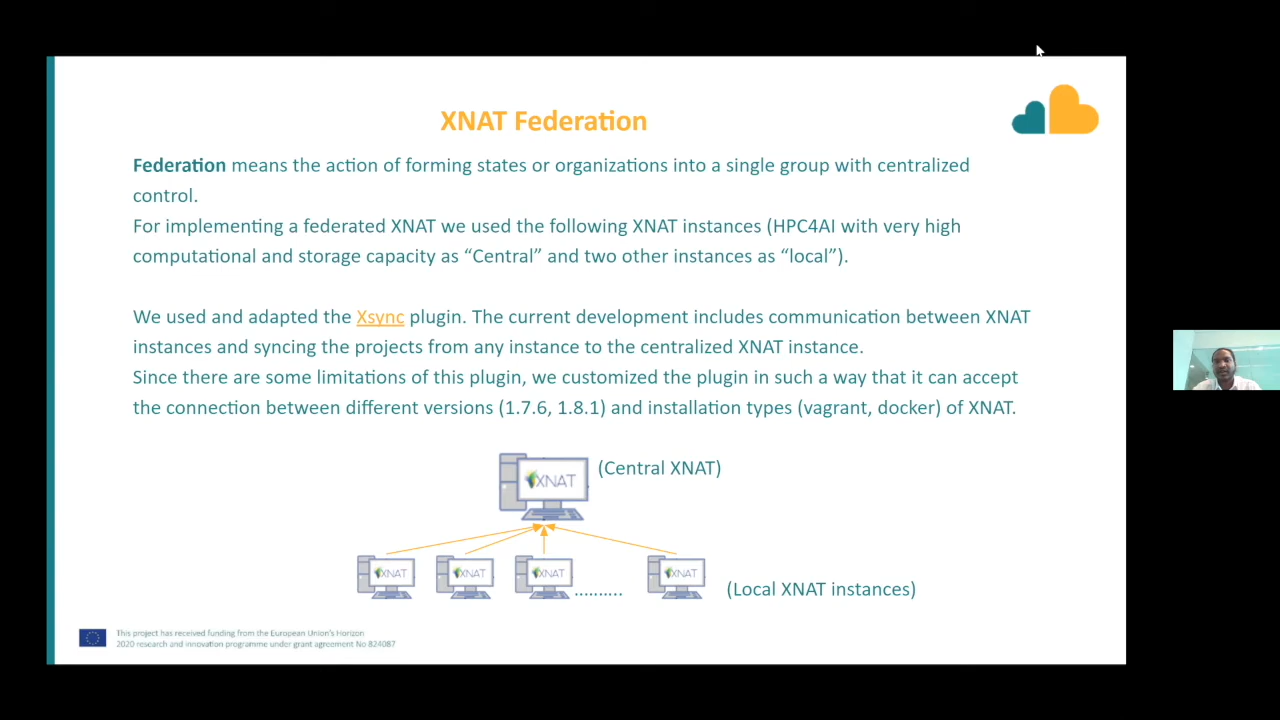 XNAT Federation
Federation means the action of forming states or organizations into a single group with centralized
control.
For implementing a federated XNAT we used the following XNAT instances (HPC4AI with very high
computational and storage capacity as “Central” and two other instances as “local”).
We used and adapted the Xsync plugin. The current development includes communication between XNAT
instances and syncing the projects from any instance to the centralized XNAT instance.
Since there are some limitations of this plugin, we customized the plugin in such a way that it can accept
the connection between different versions (1.7.6, 1.8.1) and installation types (vagrant, docker) of XNAT.
XNAT (Central XNAT)
XNAT XNAT XNAT .......... XNAT (Local XNAT instances)
This project has received funding from the European Union's Horizon
2020 research and innovation programme under grant agreement No 824087